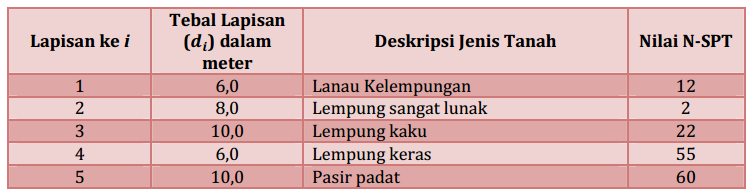 Lapisan ke i
Tebal Lapisan
(dᵢ) dalam
meter
Deskripsi Jenis Tanah
Nilai N-SPT
1 6,0 Lanau Kelempungan 12
2 8,0 Lempung sangat lunak 2
3 10,0 Lempung kaku 22
4 6,0 Lempung keras 55
5 10,0 Pasir padat 60